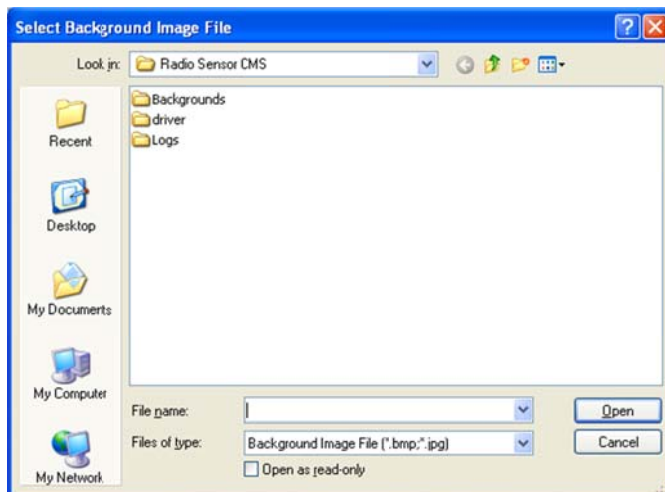 Select Background Image File
Look in: Radio Sensor CMS
Backgrounds
driver
Logs
Recent
Desktop
My Documents
My Computer
My Network
File name:
Open
Files of type: Background Image File (*.bmp;*.jpg)
Cancel
Open as read-only